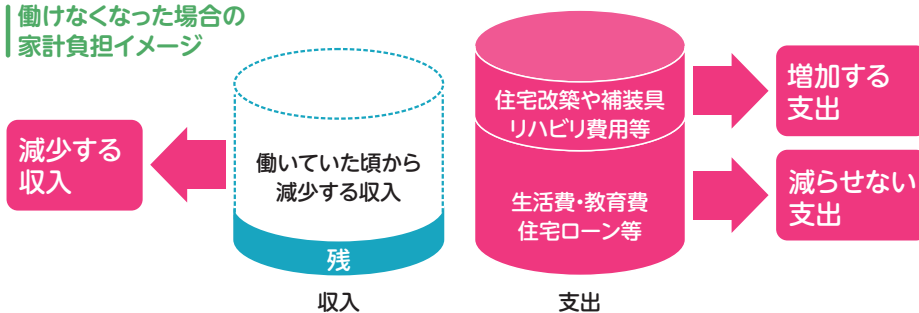 働けなくなった場合の
家計負担イメージ
減少する
収入
働いていた頃から
減少する収入
残
収入
住宅改築や補装具
リハビリ費用等
生活費・教育費
住宅ローン等
支出
増加する
支出
減らせない
支出